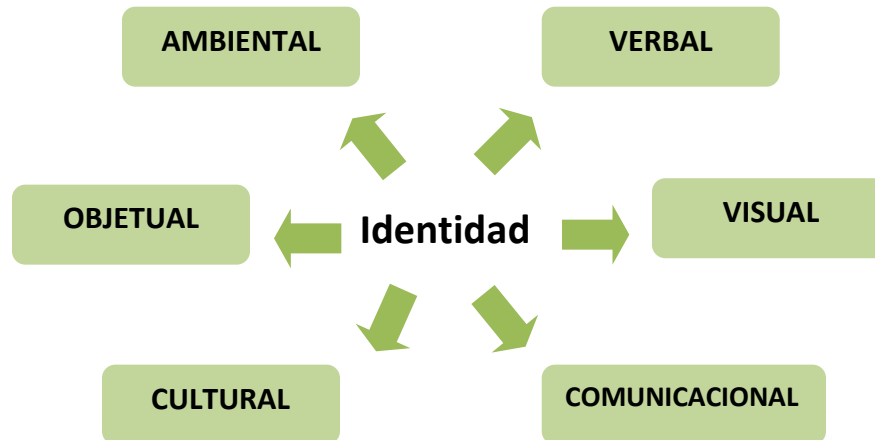 AMBIENTAL
VERBAL
OBJETUAL
Identidad
VISUAL
CULTURAL
COMUNICACIONAL